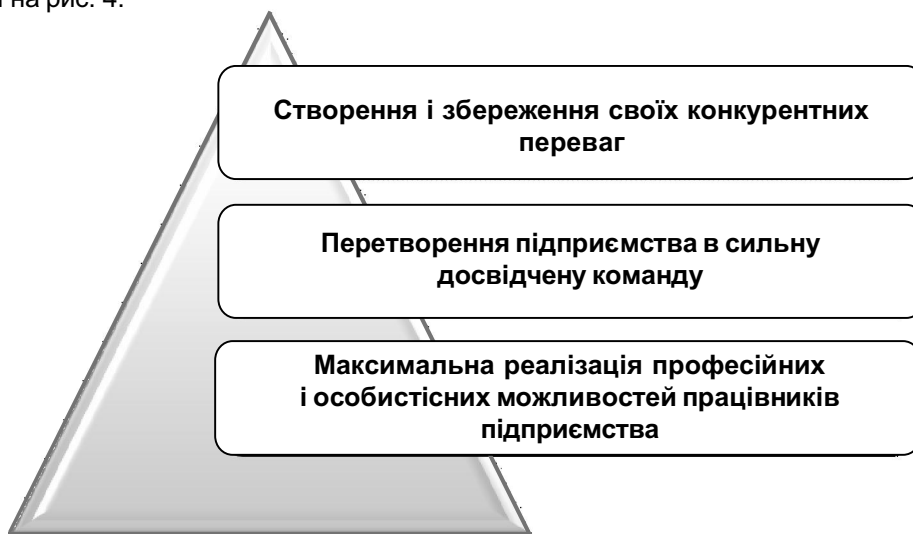 на рис. 4.
Створення і збереження своїх конкурентних
переваг
Перетворення підприємства в сильну
досвідчену команду
Максимальна реалізація професійних
і особистісних можливостей працівників
підприємства